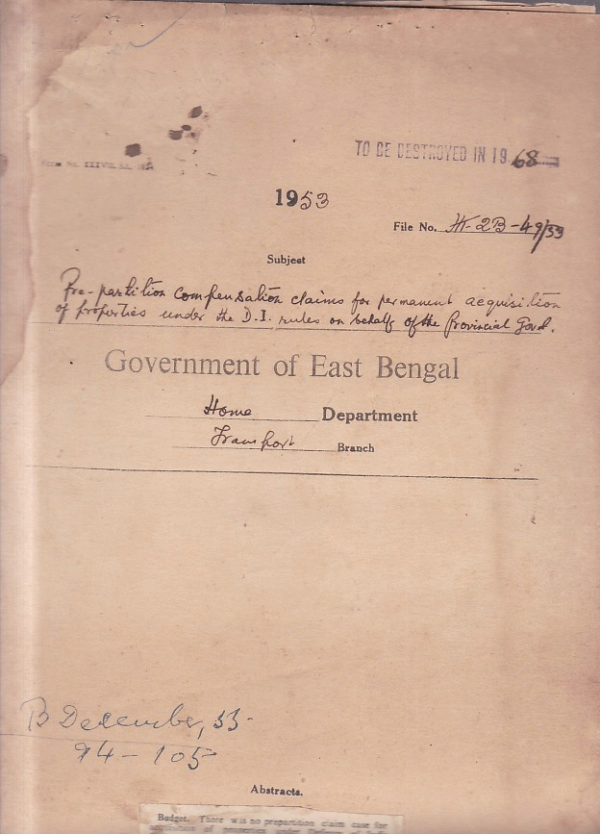 TO BE DESTROYED IN 1968
1953
File No. Ht-2B-49/53
Subject
Pre-partition compensation claims for permanent acquisition
of properties under the D.I. rules on behalf of the Provincial Govt.
Government of East Bengal
Home Department
Transport Branch
B December, 53-
94-105
Abstracts.
Budget. There was no prepartition claim case for